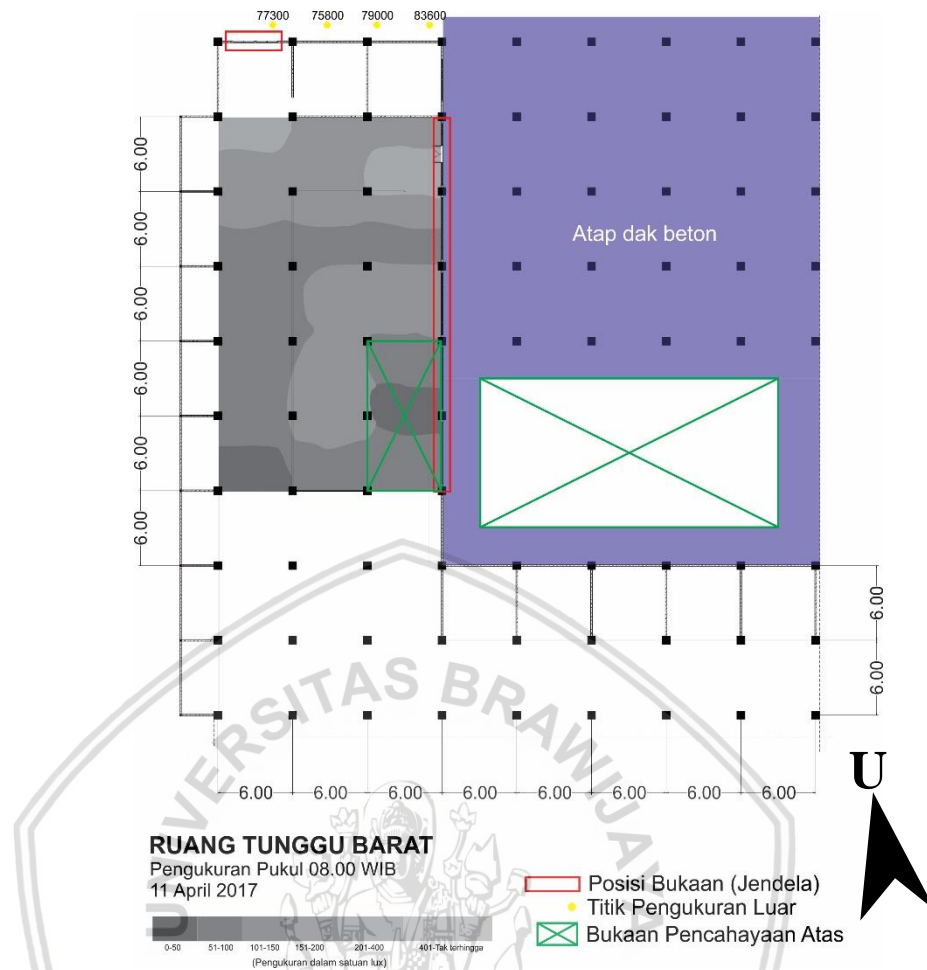 77300 75800 79000 83600
Atap dak beton
6.00
6.00
6.00
6.00
6.00
6.00
6.00
6.00
6.00 6.00 6.00 6.00 6.00 6.00 6.00 6.00
UNIVERSITAS BRAWIJAYA
U
RUANG TUNGGU BARAT
Pengukuran Pukul 08.00 WIB
11 April 2017
0-50 51-100 101-150 151-200 201-400 401-Tak terhingga
(Pengukuran dalam satuan lux)
Posisi Bukaan (Jendela)
Titik Pengukuran Luar
Bukaan Pencahayaan Atas